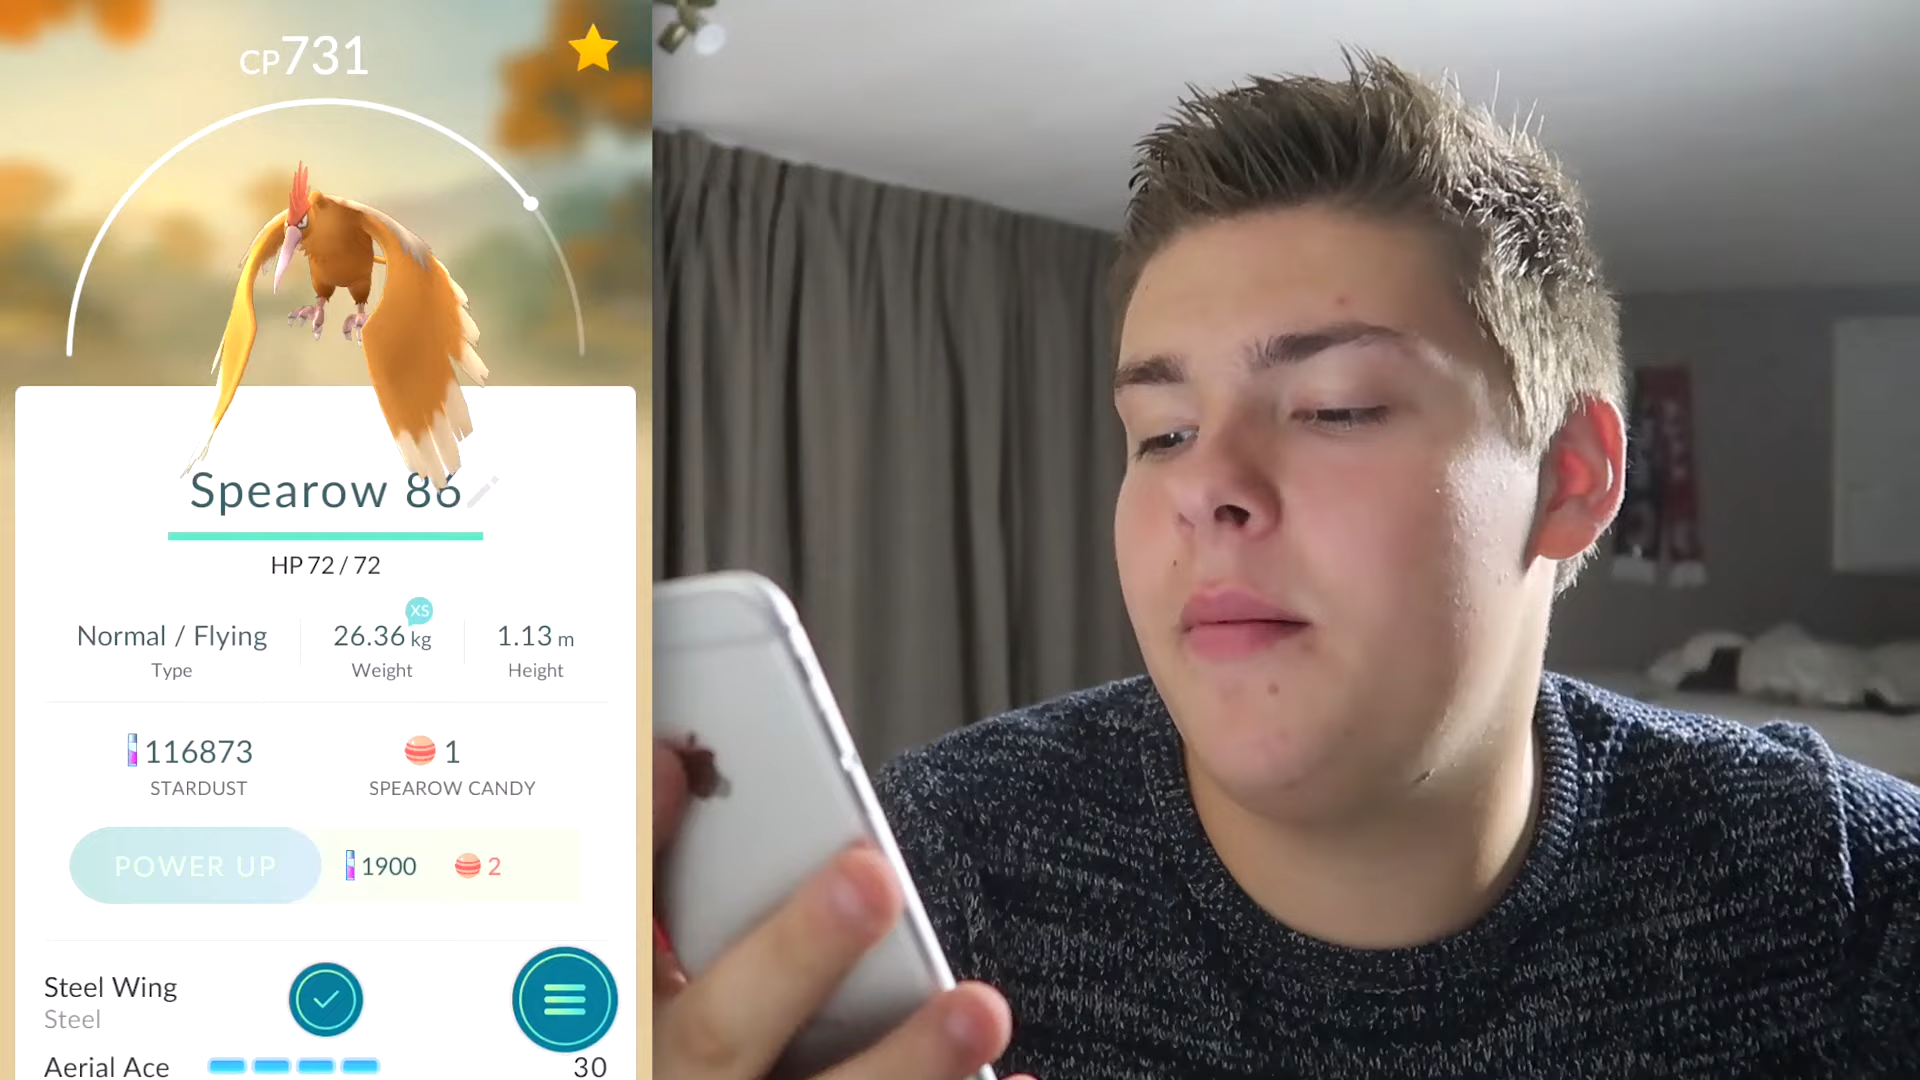 CP731
Spearow 86
HP 72 / 72
XS
Normal / Flying
26.36 kg
1.13 m
Type
Weight
Height
116873
1
STARDUST
SPEAROW CANDY
POWER UP
1900
2
Steel Wing
Steel
Aerial Ace
30